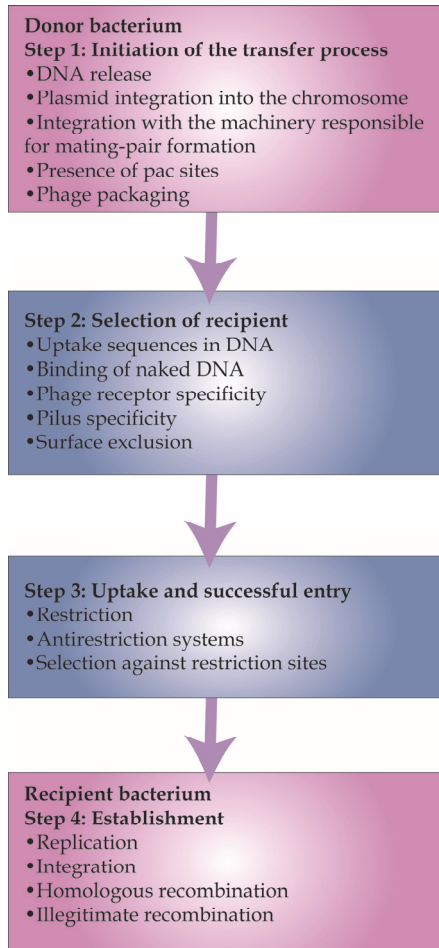 Donor bacterium
Step 1: Initiation of the transfer process
•DNA release
•Plasmid integration into the chromosome
•Integration with the machinery responsible
for mating-pair formation
•Presence of pac sites
•Phage packaging
Step 2: Selection of recipient
•Uptake sequences in DNA
•Binding of naked DNA
•Phage receptor specificity
•Pilus specificity
•Surface exclusion
Step 3: Uptake and successful entry
•Restriction
•Antirestriction systems
•Selection against restriction sites
Recipient bacterium
Step 4: Establishment
•Replication
•Integration
•Homologous recombination
•Illegitimate recombination